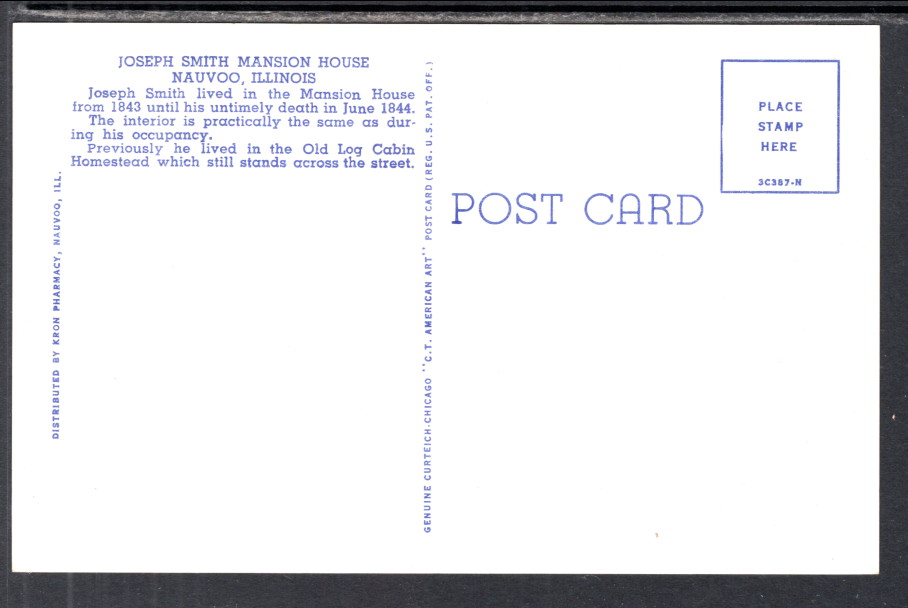 JOSEPH SMITH MANSION HOUSE
NAUVOO, ILLINOIS
Joseph Smith lived in the Mansion House
from 1843 until his untimely death in June 1844.
The interior is practically the same as dur-
ing his occupancy.
Previously he lived in the Old Log Cabin
Homestead which still stands across the street.
DISTRIBUTED BY KRON PHARMACY, NAUVOO, ILL.
GENUINE CURTEICH-CHICAGO "C.T. AMERICAN ART" POST CARD (REG. U.S. PAT. OFF.)
POST CARD
PLACE
STAMP
HERE
3C387-N